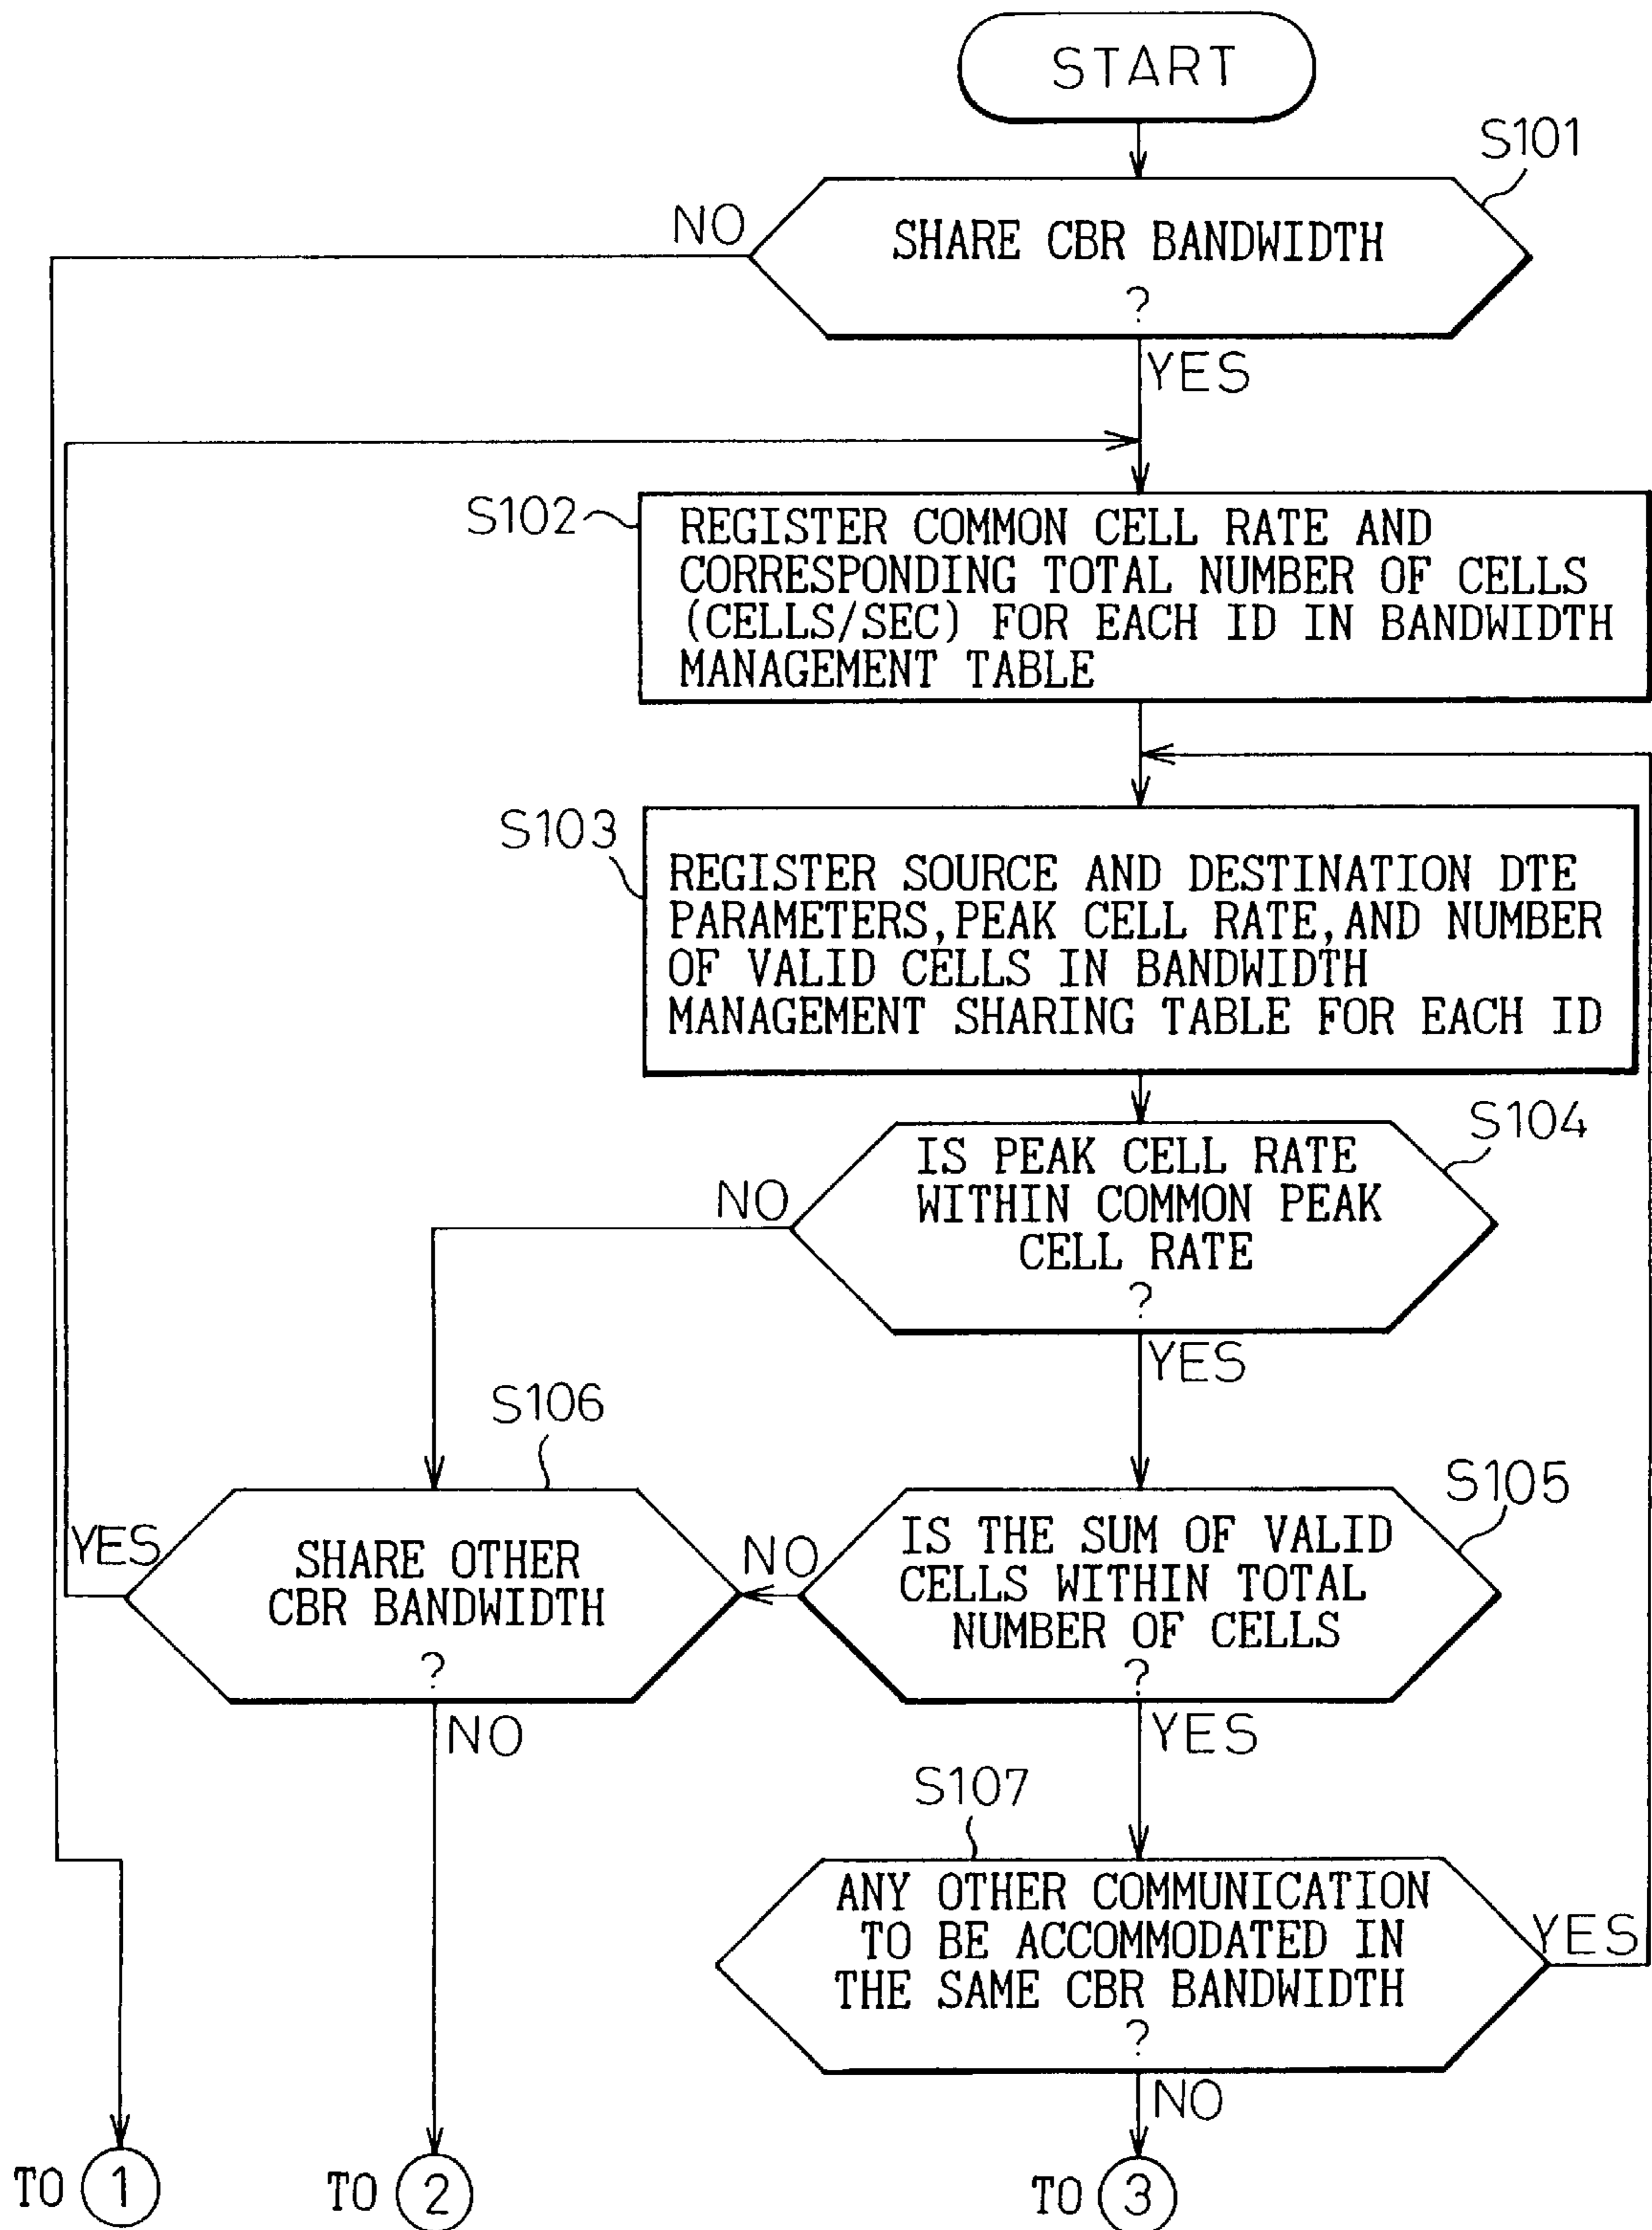 START
S101
NO
SHARE CBR BANDWIDTH
?
YES
S102
REGISTER COMMON CELL RATE AND
CORRESPONDING TOTAL NUMBER OF CELLS
(CELLS/SEC) FOR EACH ID IN BANDWIDTH
MANAGEMENT TABLE
S103
REGISTER SOURCE AND DESTINATION DTE
PARAMETERS, PEAK CELL RATE, AND NUMBER
OF VALID CELLS IN BANDWIDTH
MANAGEMENT SHARING TABLE FOR EACH ID
S104
NO
IS PEAK CELL RATE
WITHIN COMMON PEAK
CELL RATE
?
YES
S106
YES
SHARE OTHER
CBR BANDWIDTH
?
NO
S105
NO
IS THE SUM OF VALID
CELLS WITHIN TOTAL
NUMBER OF CELLS
?
YES
S107
ANY OTHER COMMUNICATION
TO BE ACCOMMODATED IN
THE SAME CBR BANDWIDTH
?
YES
NO
TO 1
TO 2
TO 3